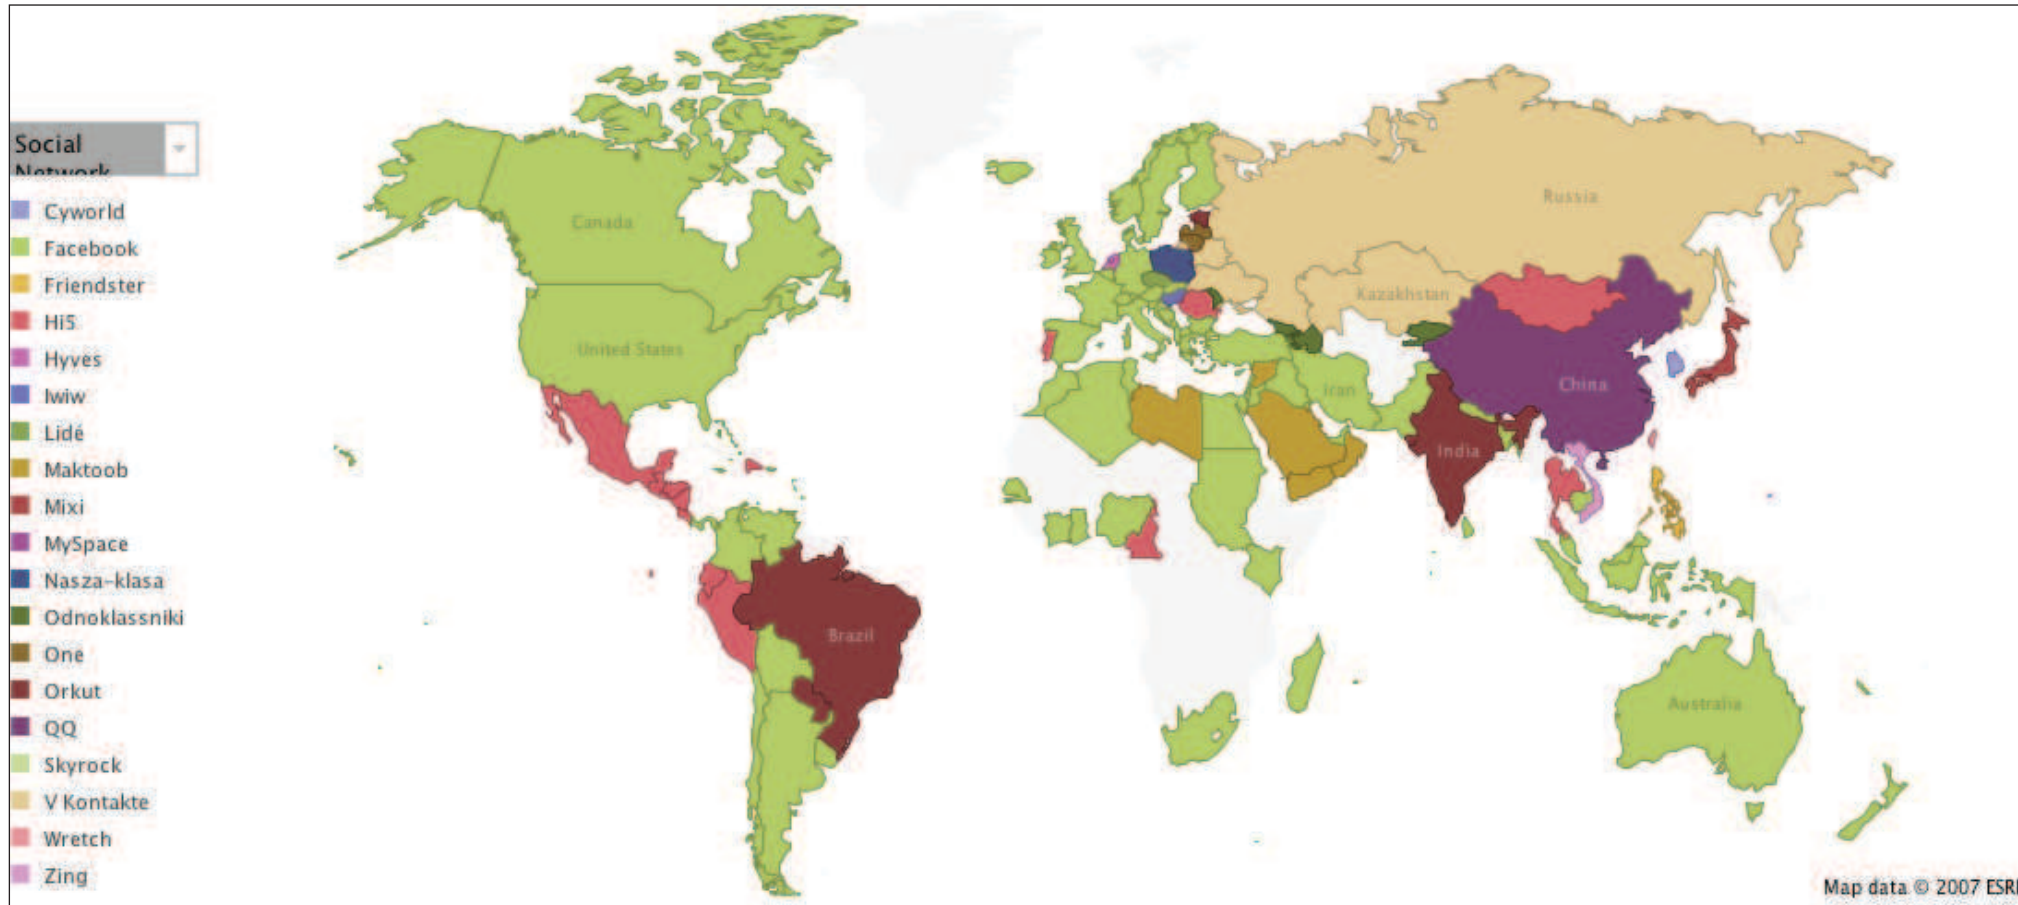 Social
Network
Cyworld
Facebook
Friendster
Hi5
Hyves
Iwiw
Lidé
Maktoob
Mixi
MySpace
Nasza-klasa
Odnoklassniki
One
Orkut
QQ
Skyrock
V Kontakte
Wretch
Zing
Canada
United States
Brazil
Russia
Kazakhstan
Iran
China
India
Australia
Map data © 2007 ESRI